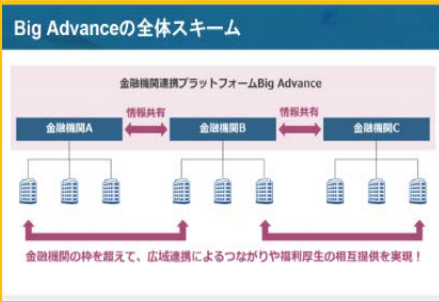 Big Advanceの全体スキーム
金融機関連携プラットフォームBig Advance
情報共有 情報共有
金融機関A 金融機関B 金融機関C
金融機関の枠を超えて、広域連携によるつながりや福利厚生の相互提供を実現！